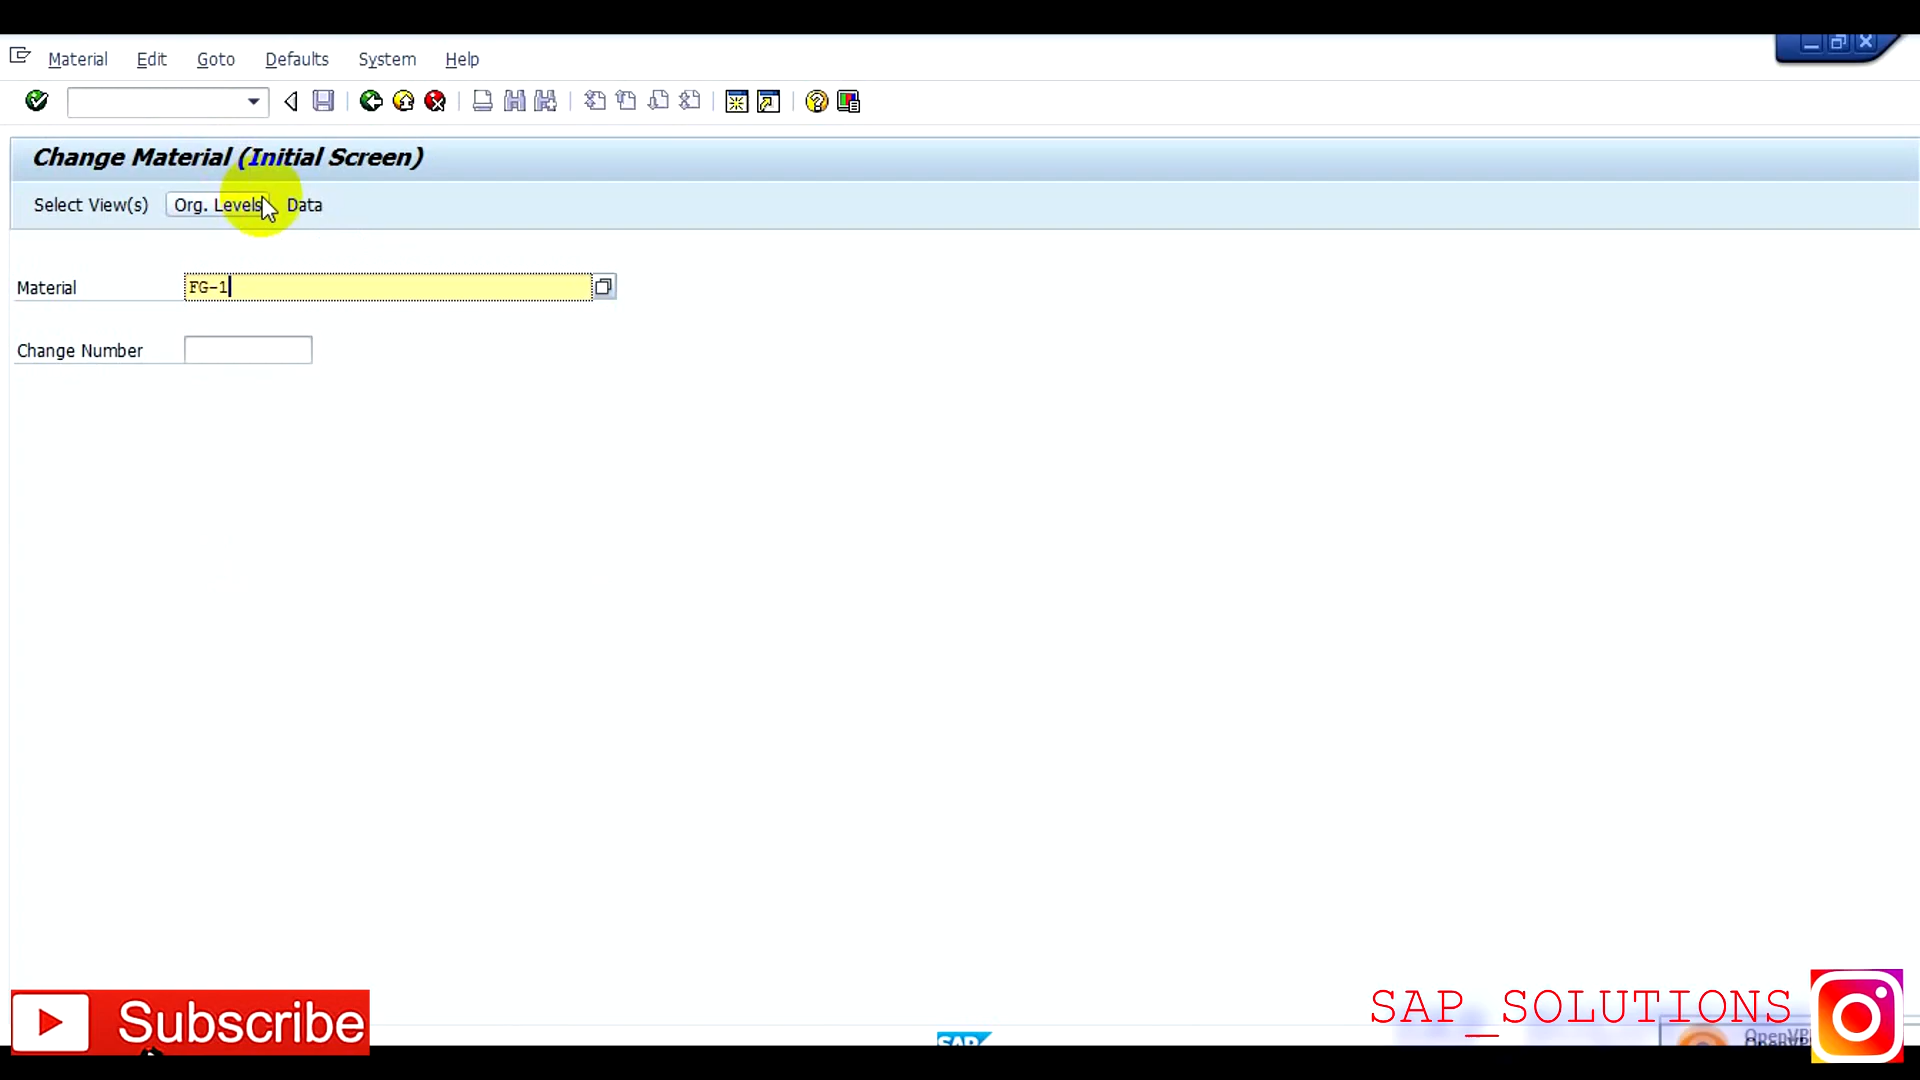 Material Edit Goto Defaults System Help
Change Material (Initial Screen)
Select View(s) Org. Levels Data
Material FG-1
Change Number
Subscribe
SAP_SOLUTIONS
SAP